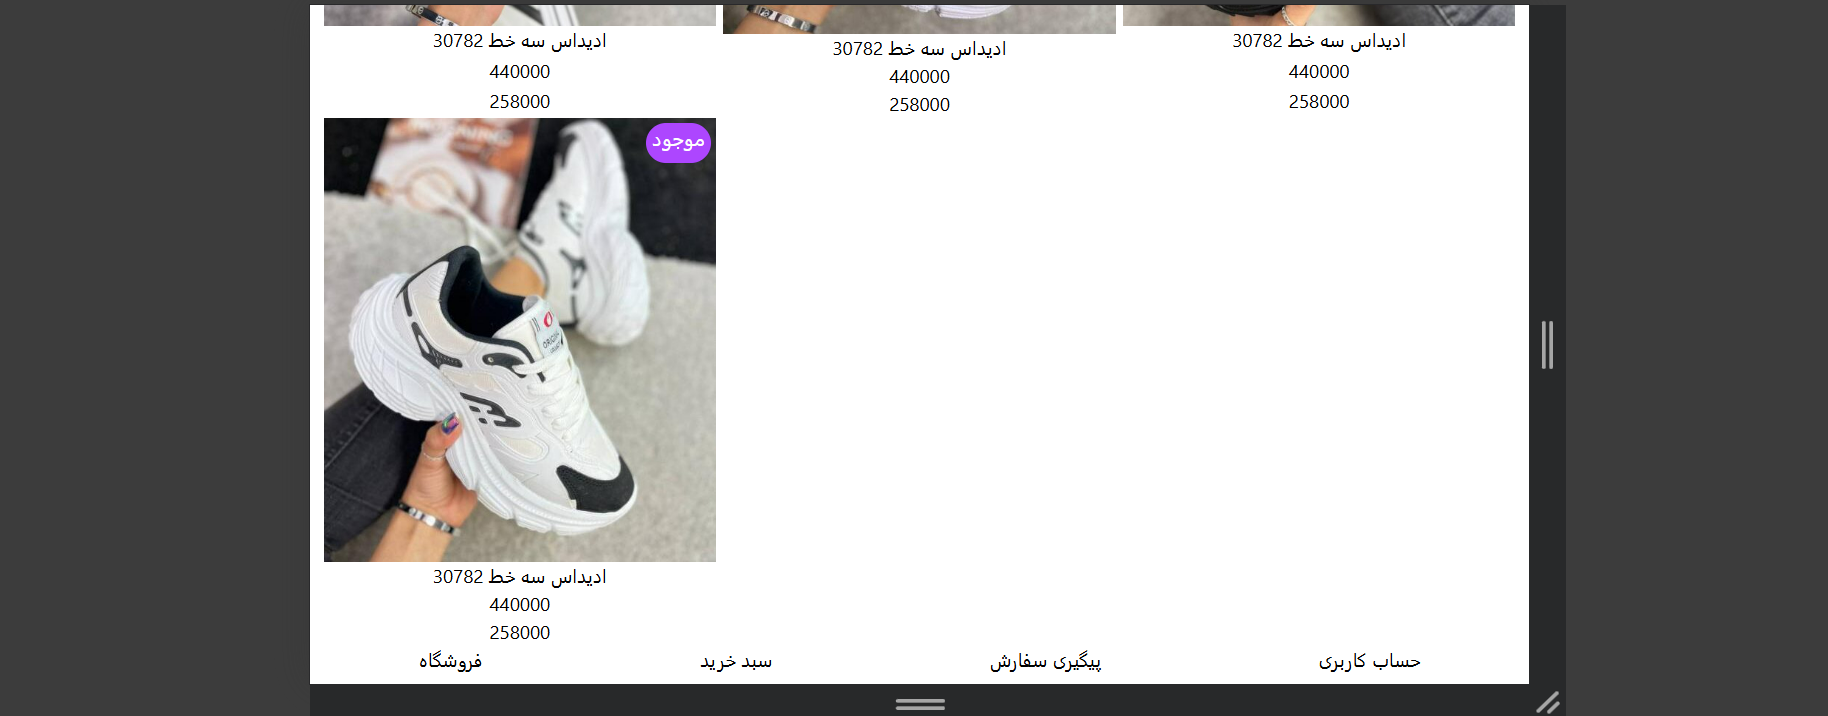 ادیداس سه خط 30782
440000
258000
ادیداس سه خط 30782
440000
258000
ادیداس سه خط 30782
440000
258000
موجود
ادیداس سه خط 30782
440000
258000
حساب کاربری
پیگیری سفارش
سبد خرید
فروشگاه